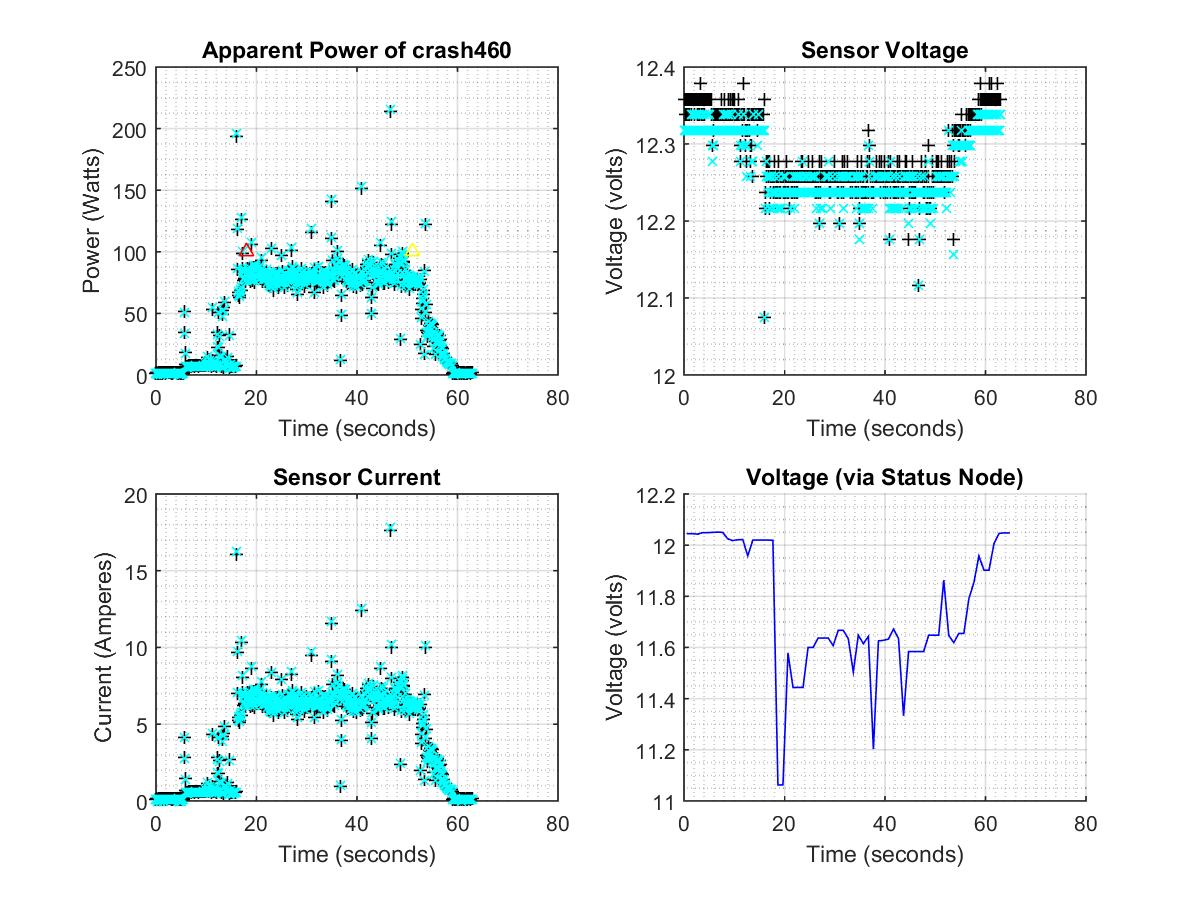 Apparent Power of crash460
250
200
150
100
50
0
Power (Watts)
0 20 40 60 80
Time (seconds)
Sensor Voltage
12.4
12.3
12.2
12.1
12
Voltage (volts)
0 20 40 60 80
Time (seconds)
Sensor Current
20
15
10
5
0
Current (Amperes)
0 20 40 60 80
Time (seconds)
Voltage (via Status Node)
12.2
12
11.8
11.6
11.4
11.2
11
Voltage (volts)
0 20 40 60 80
Time (seconds)